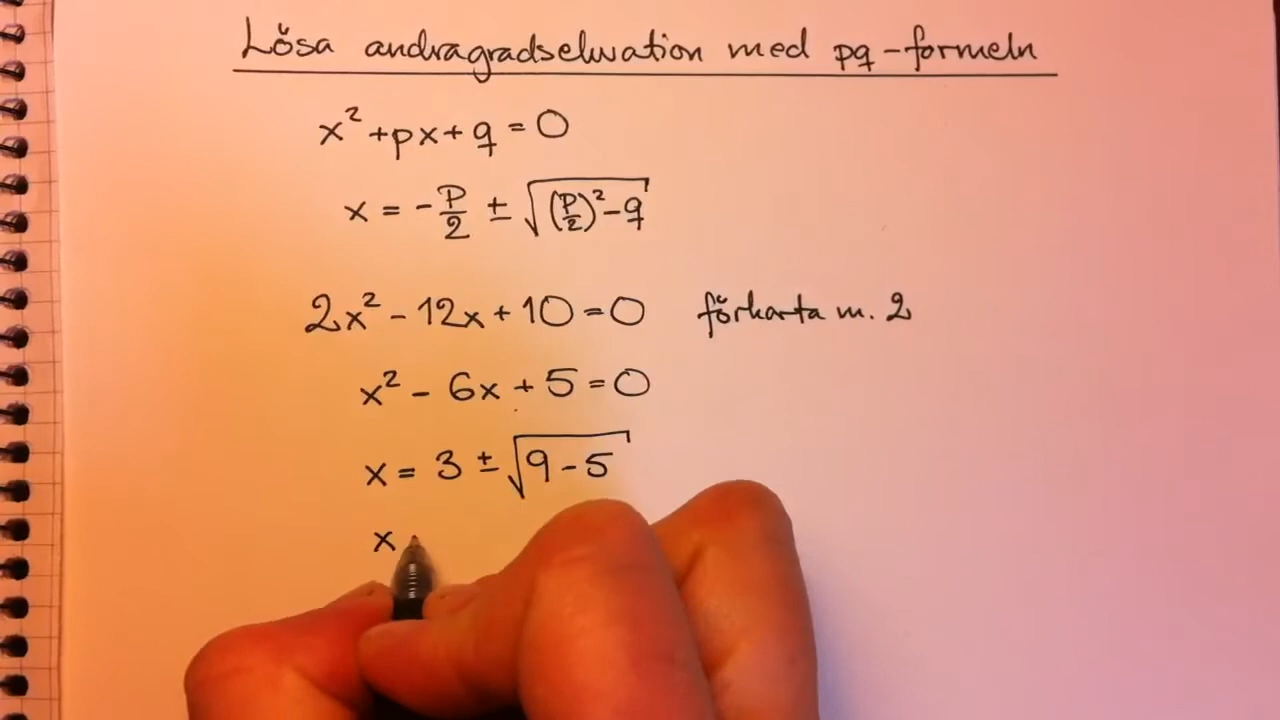 Lösa andragradsekvation med pq-formeln
x² + px + q = 0
x = -p/2 ± √((p/2)² - q)
2x² - 12x + 10 = 0 förkorta m. 2
x² - 6x + 5 = 0
x = 3 ± √(9 - 5)
x